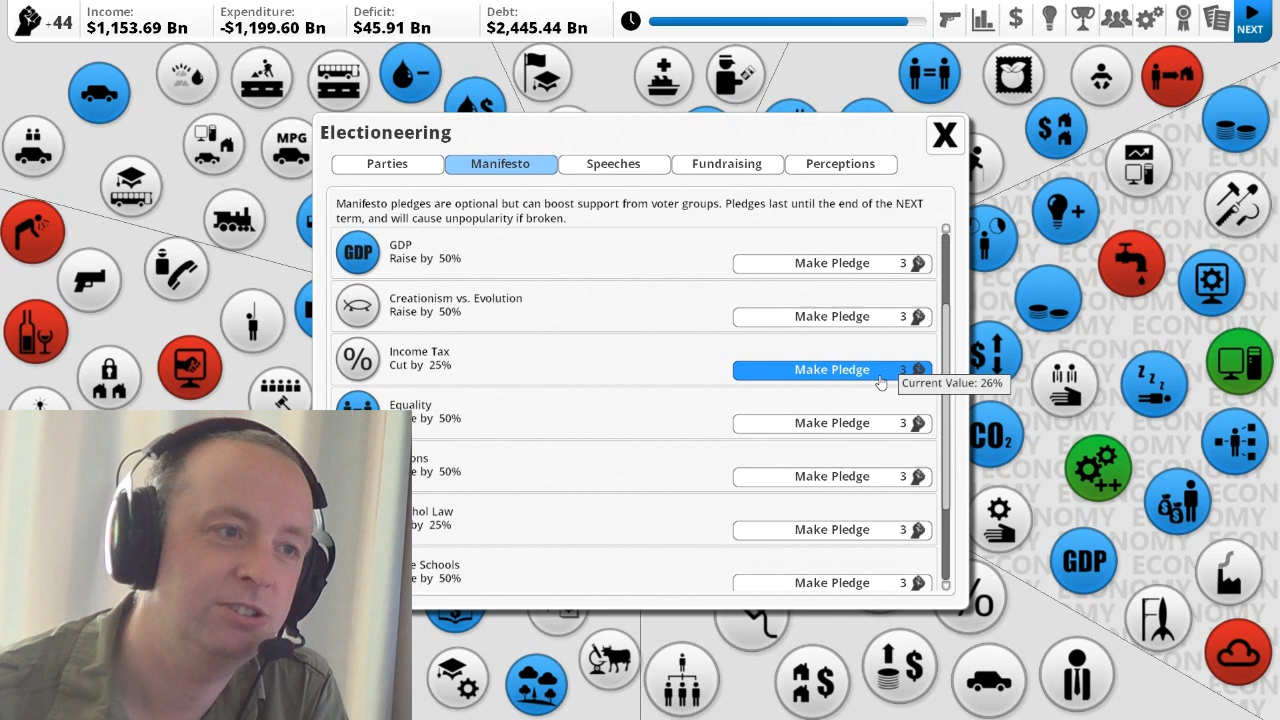 +44
Income:
$1,153.69 Bn
Expenditure:
-$1,199.60 Bn
Deficit:
$45.91 Bn
Debt:
$2,445.44 Bn
NEXT
Electioneering
X
Parties
Manifesto
Speeches
Fundraising
Perceptions
Manifesto pledges are optional but can boost support from voter groups. Pledges last until the end of the NEXT
term, and will cause unpopularity if broken.
GDP
GDP
Raise by 50%
Make Pledge 3
Creationism vs. Evolution
Raise by 50%
Make Pledge 3
%
Income Tax
Cut by 25%
Make Pledge 3
Current Value: 26%
Equality
e by 50%
Make Pledge 3
ons
e by 50%
Make Pledge 3
hol Law
by 25%
Make Pledge 3
e Schools
e by 50%
Make Pledge 3
MPG
$
$
CO2
GDP
%
$
$
zzz
ECONOMY
ECONOMY
ECONOMY